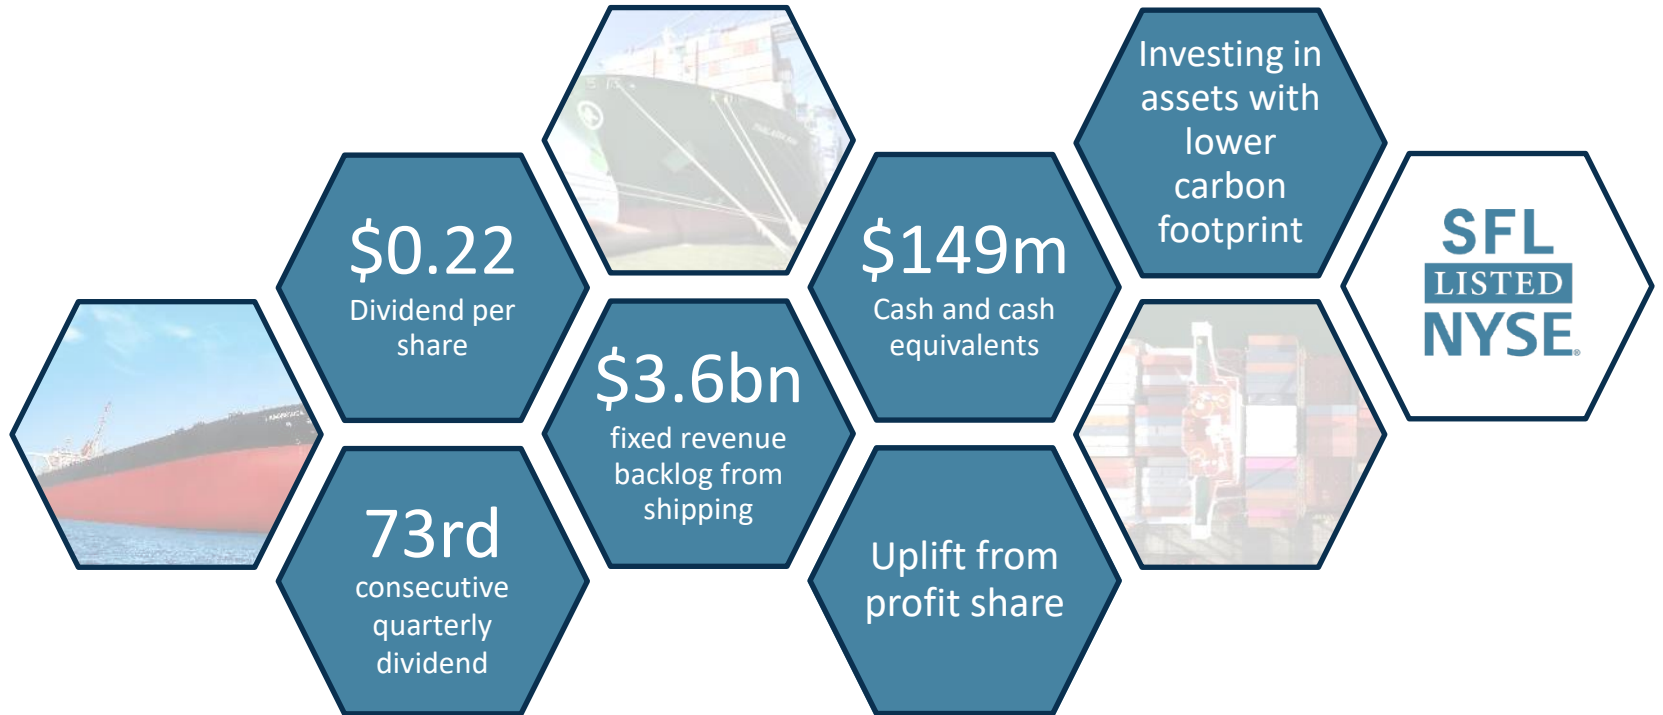 $0.22
Dividend per
share
73rd
consecutive
quarterly
dividend
$3.6bn
fixed revenue
backlog from
shipping
$149m
Cash and cash
equivalents
Uplift from
profit share
Investing in
assets with
lower
carbon
footprint
SFL
LISTED
NYSE®